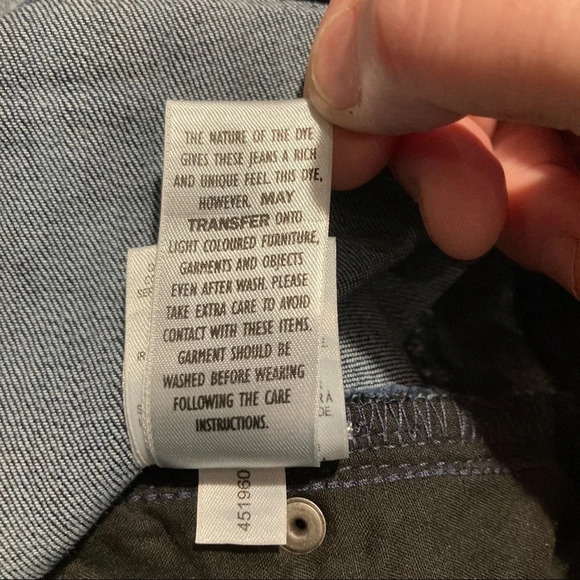 THE NATURE OF THE DYE
GIVES THESE JEANS A RICH
AND UNIQUE FEEL. THIS DYE,
HOWEVER, MAY
TRANSFER ONTO
LIGHT COLOURED FURNITURE,
GARMENTS AND OBJECTS
EVEN AFTER WASH. PLEASE
TAKE EXTRA CARE TO AVOID
CONTACT WITH THESE ITEMS.
GARMENT SHOULD BE
WASHED BEFORE WEARING
FOLLOWING THE CARE
INSTRUCTIONS.
451960